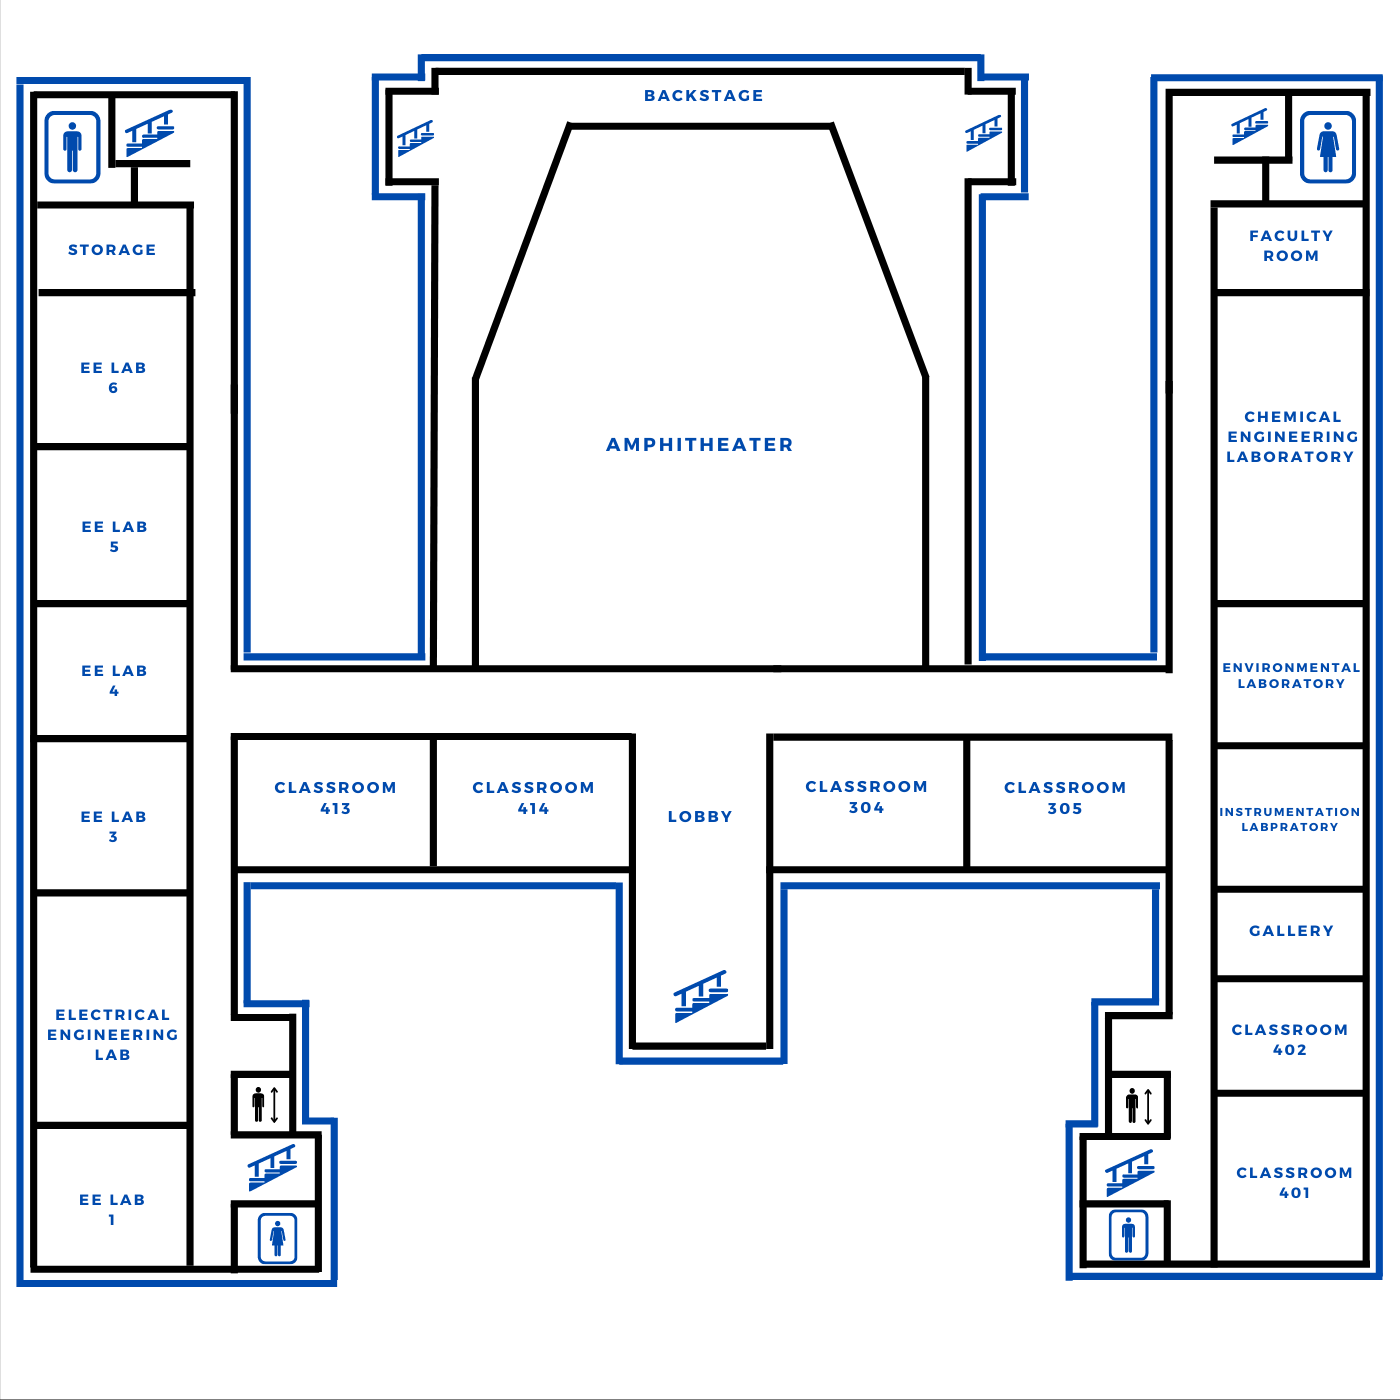 BACKSTAGE
STORAGE
FACULTY
ROOM
EE LAB
6
CHEMICAL
ENGINEERING
LABORATORY
AMPHITHEATER
EE LAB
5
EE LAB
4
ENVIRONMENTAL
LABORATORY
EE LAB
3
CLASSROOM
413
CLASSROOM
414
LOBBY
CLASSROOM
304
CLASSROOM
305
INSTRUMENTATION
LABPRATORY
GALLERY
ELECTRICAL
ENGINEERING
LAB
CLASSROOM
402
EE LAB
1
CLASSROOM
401